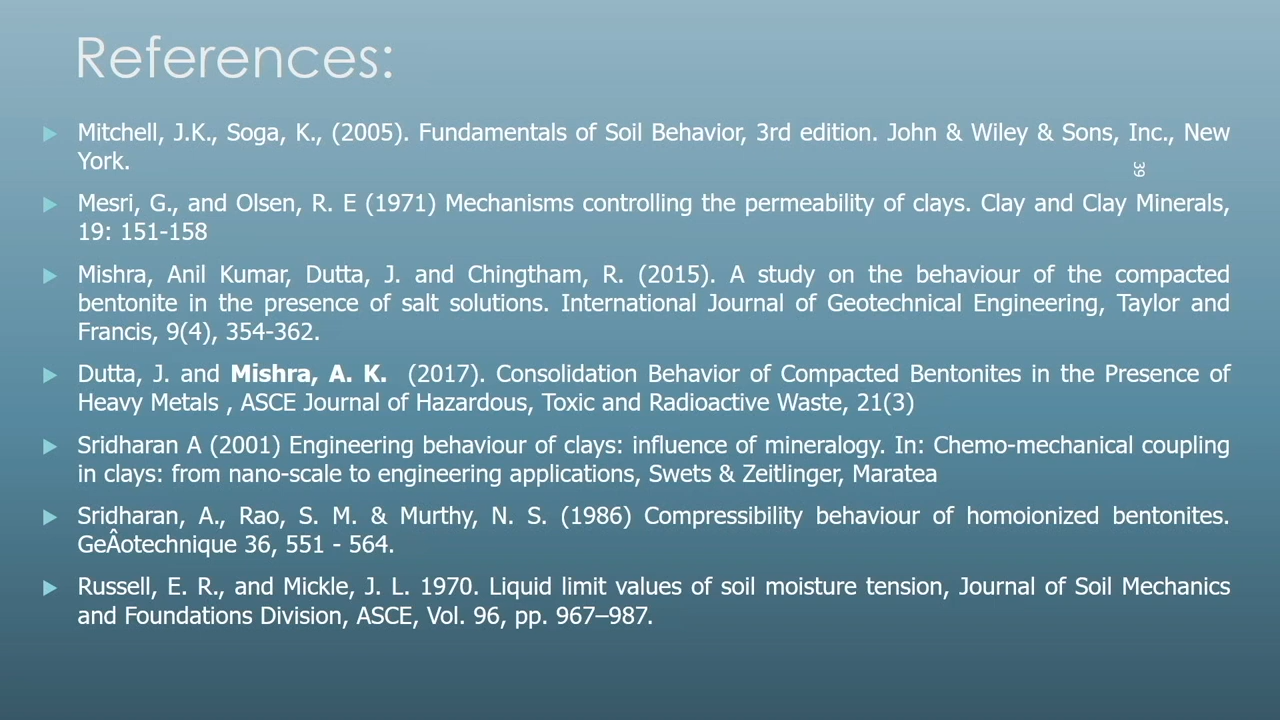 References:
Mitchell, J.K., Soga, K., (2005). Fundamentals of Soil Behavior, 3rd edition. John & Wiley & Sons, Inc., New
York.
39
Mesri, G., and Olsen, R. E (1971) Mechanisms controlling the permeability of clays. Clay and Clay Minerals,
19: 151-158
Mishra, Anil Kumar, Dutta, J. and Chingtham, R. (2015). A study on the behaviour of the compacted
bentonite in the presence of salt solutions. International Journal of Geotechnical Engineering, Taylor and
Francis, 9(4), 354-362.
Dutta, J. and Mishra, A. K. (2017). Consolidation Behavior of Compacted Bentonites in the Presence of
Heavy Metals , ASCE Journal of Hazardous, Toxic and Radioactive Waste, 21(3)
Sridharan A (2001) Engineering behaviour of clays: influence of mineralogy. In: Chemo-mechanical coupling
in clays: from nano-scale to engineering applications, Swets & Zeitlinger, Maratea
Sridharan, A., Rao, S. M. & Murthy, N. S. (1986) Compressibility behaviour of homoionized bentonites.
GeÂotechnique 36, 551 - 564.
Russell, E. R., and Mickle, J. L. 1970. Liquid limit values of soil moisture tension, Journal of Soil Mechanics
and Foundations Division, ASCE, Vol. 96, pp. 967–987.